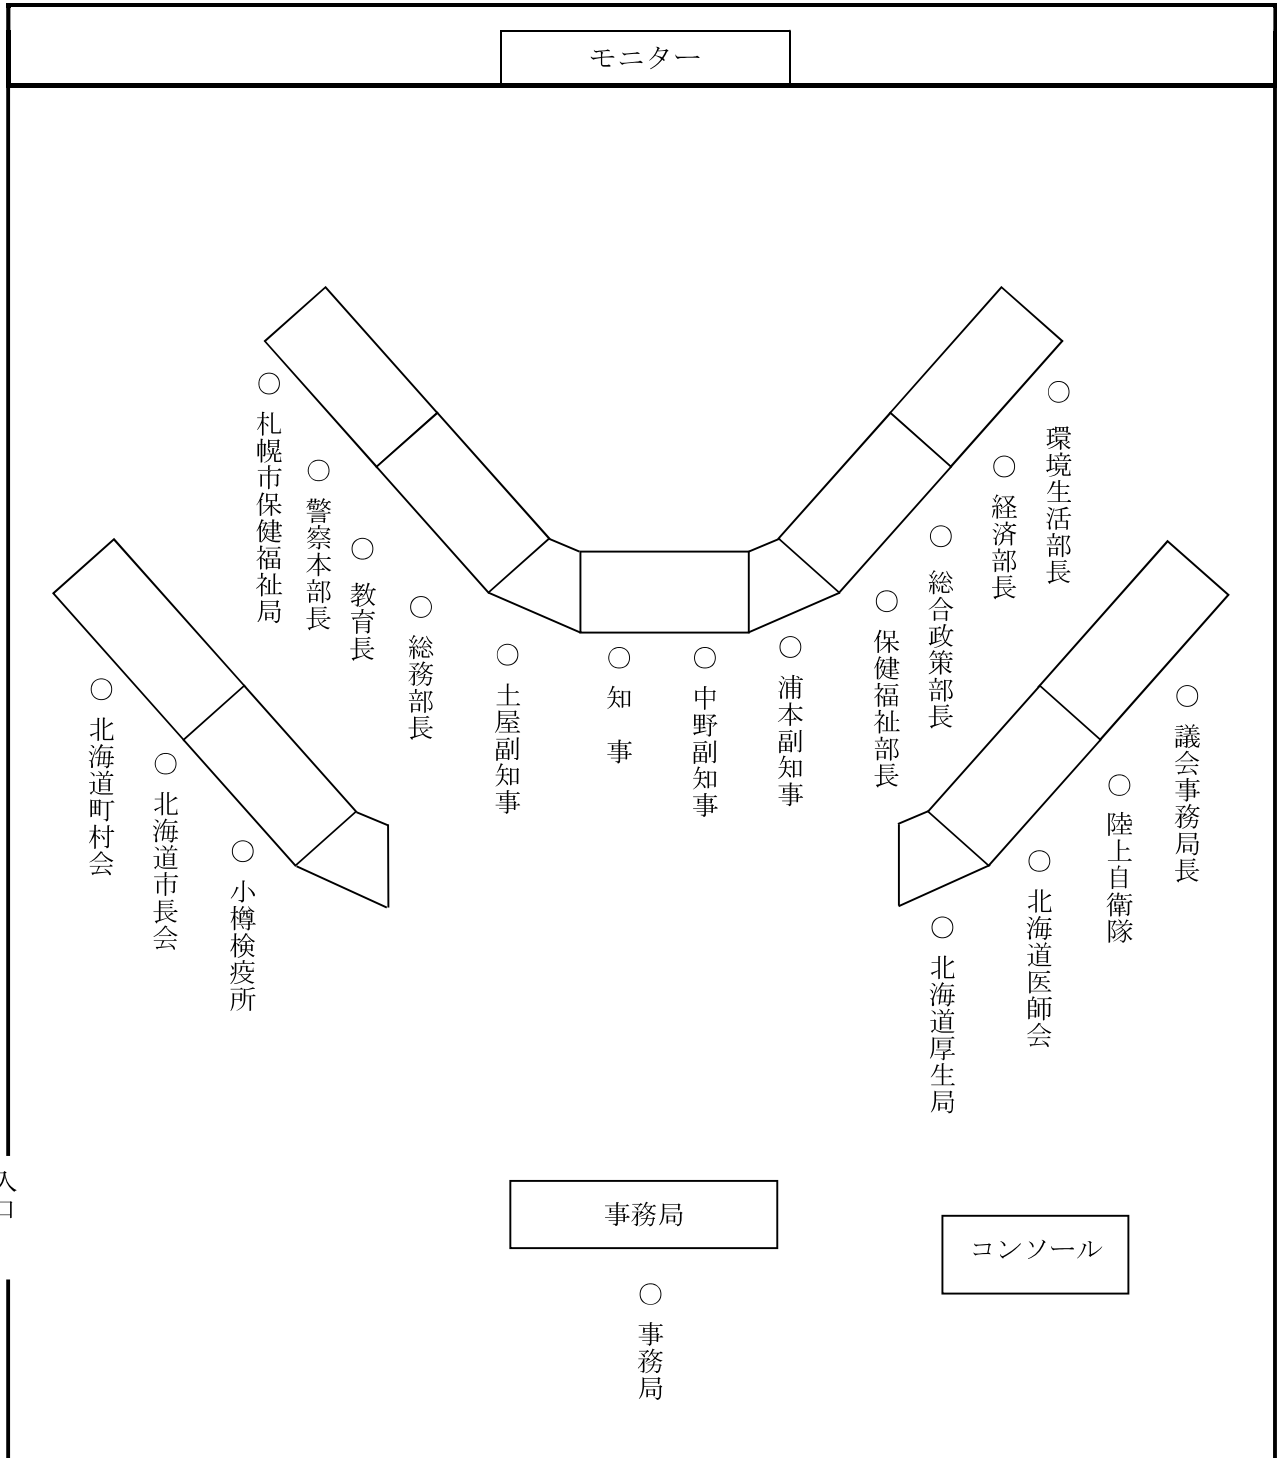 モニター
○ 札幌市保健福祉局
○ 警察本部長
○ 教育長
○ 総務部長
○ 土屋副知事
○ 知　事
○ 中野副知事
○ 浦本副知事
○ 保健福祉部長
○ 総合政策部長
○ 経済部長
○ 環境生活部長
○ 北海道町村会
○ 北海道市長会
○ 小樽検疫所
○ 北海道厚生局
○ 北海道医師会
○ 陸上自衛隊
○ 議会事務局長
入口
事務局
コンソール
○ 事務局